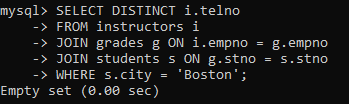 mysql> SELECT DISTINCT i.telno
-> FROM instructors i
-> JOIN grades g ON i.empno = g.empno
-> JOIN students s ON g.stno = s.stno
-> WHERE s.city = 'Boston';
Empty set (0.00 sec)